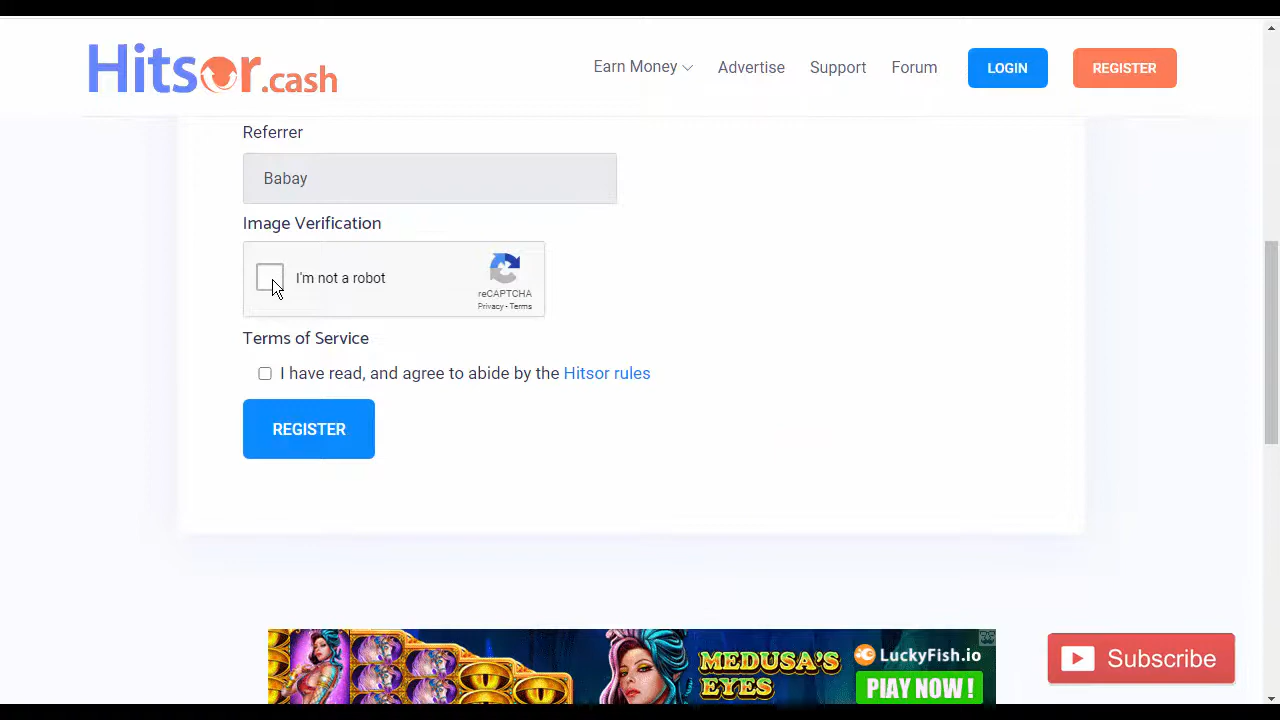 Hitsor.cash
Earn Money Advertise Support Forum LOGIN REGISTER
Referrer
Babay
Image Verification
I'm not a robot
reCAPTCHA
Privacy - Terms
Terms of Service
I have read, and agree to abide by the Hitsor rules
REGISTER
MEDUSA'S
EYES
LuckyFish.io
PLAY NOW!
Subscribe